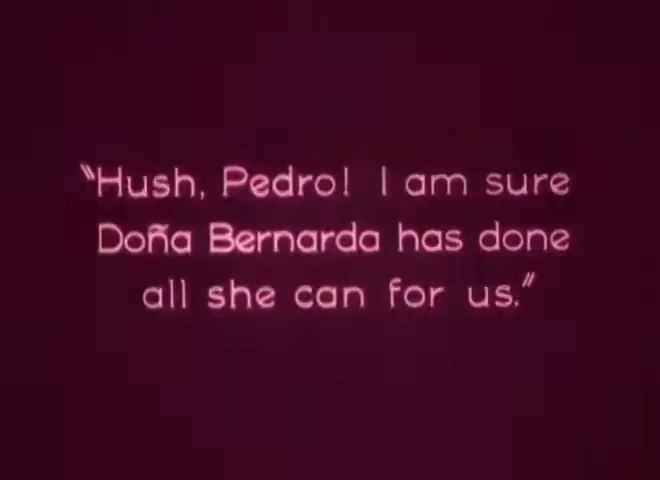 "Hush, Pedro! I am sure
Doña Bernarda has done
all she can for us."